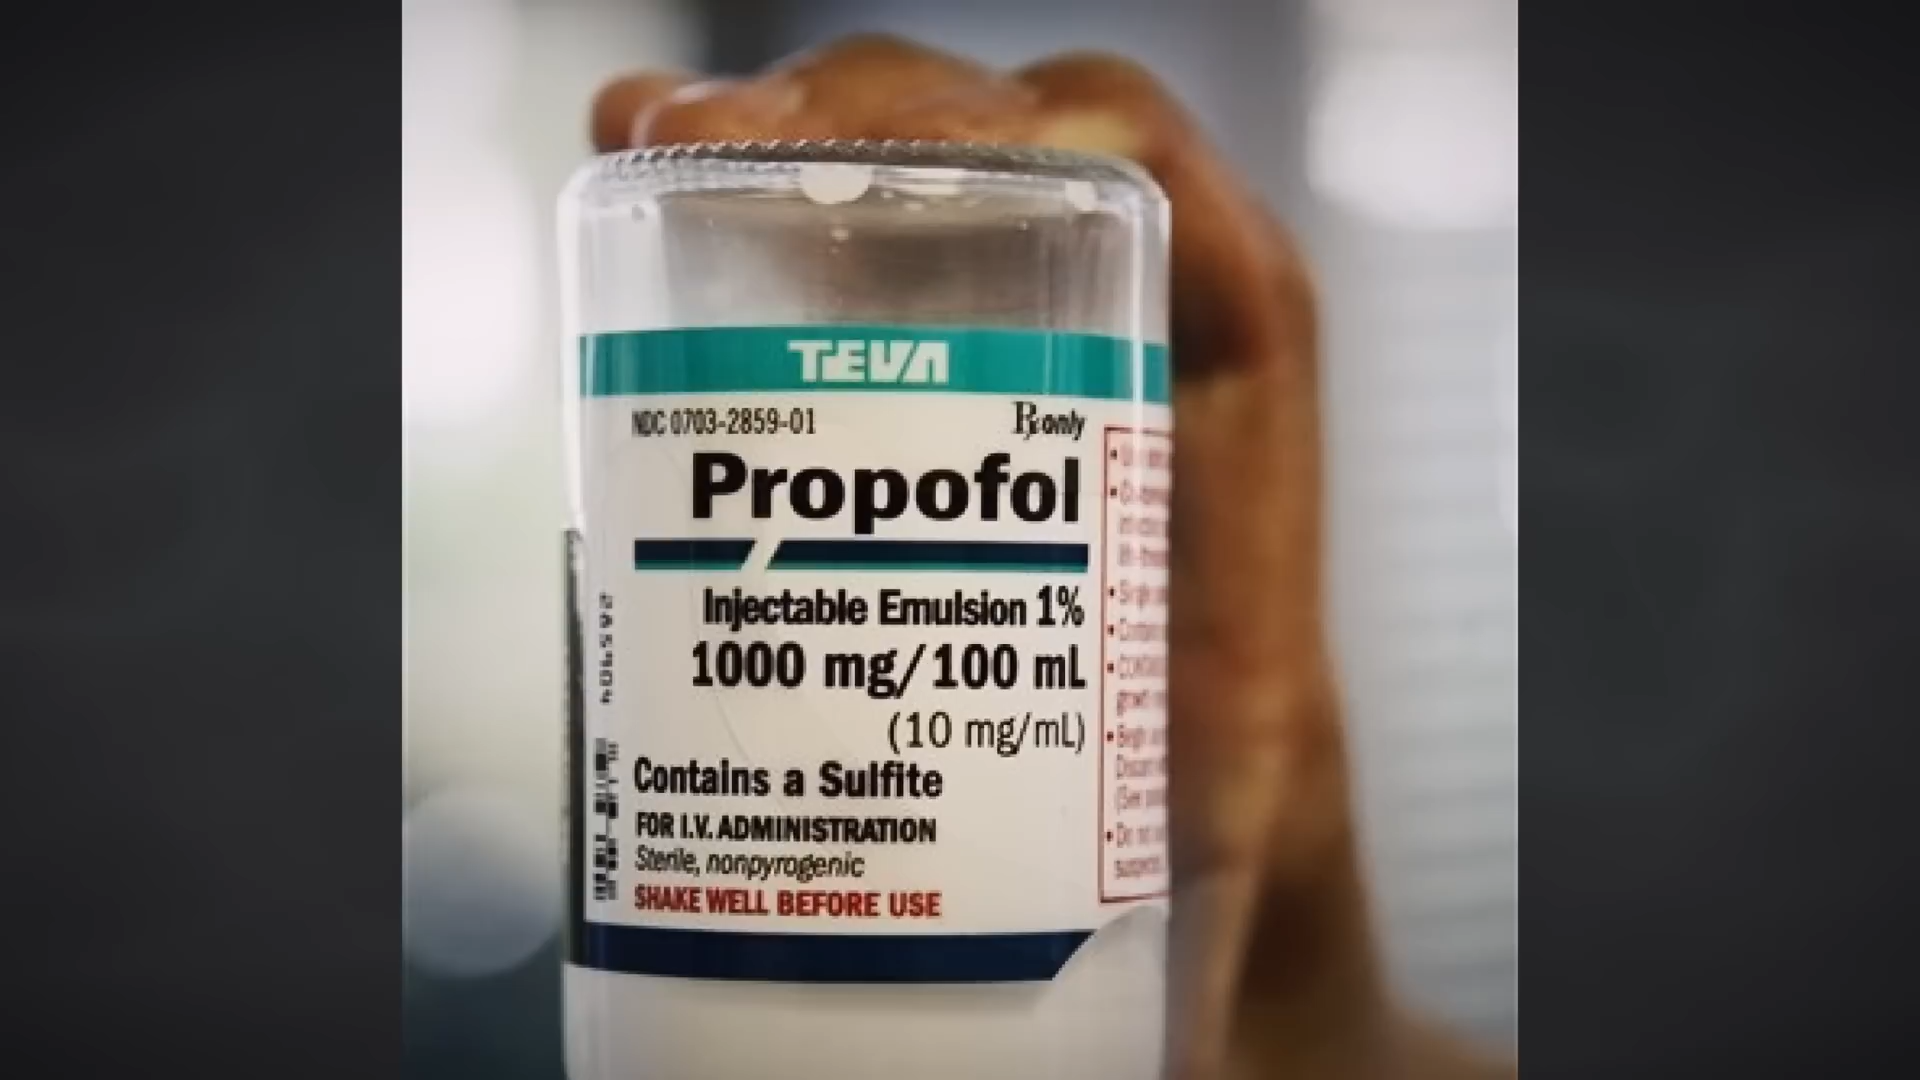 TEVA
NDC 0703-2859-01
Rx only
Propofol
Injectable Emulsion 1%
1000 mg/100 mL
(10 mg/mL)
Contains a Sulfite
FOR I.V. ADMINISTRATION
Sterile, nonpyrogenic
SHAKE WELL BEFORE USE